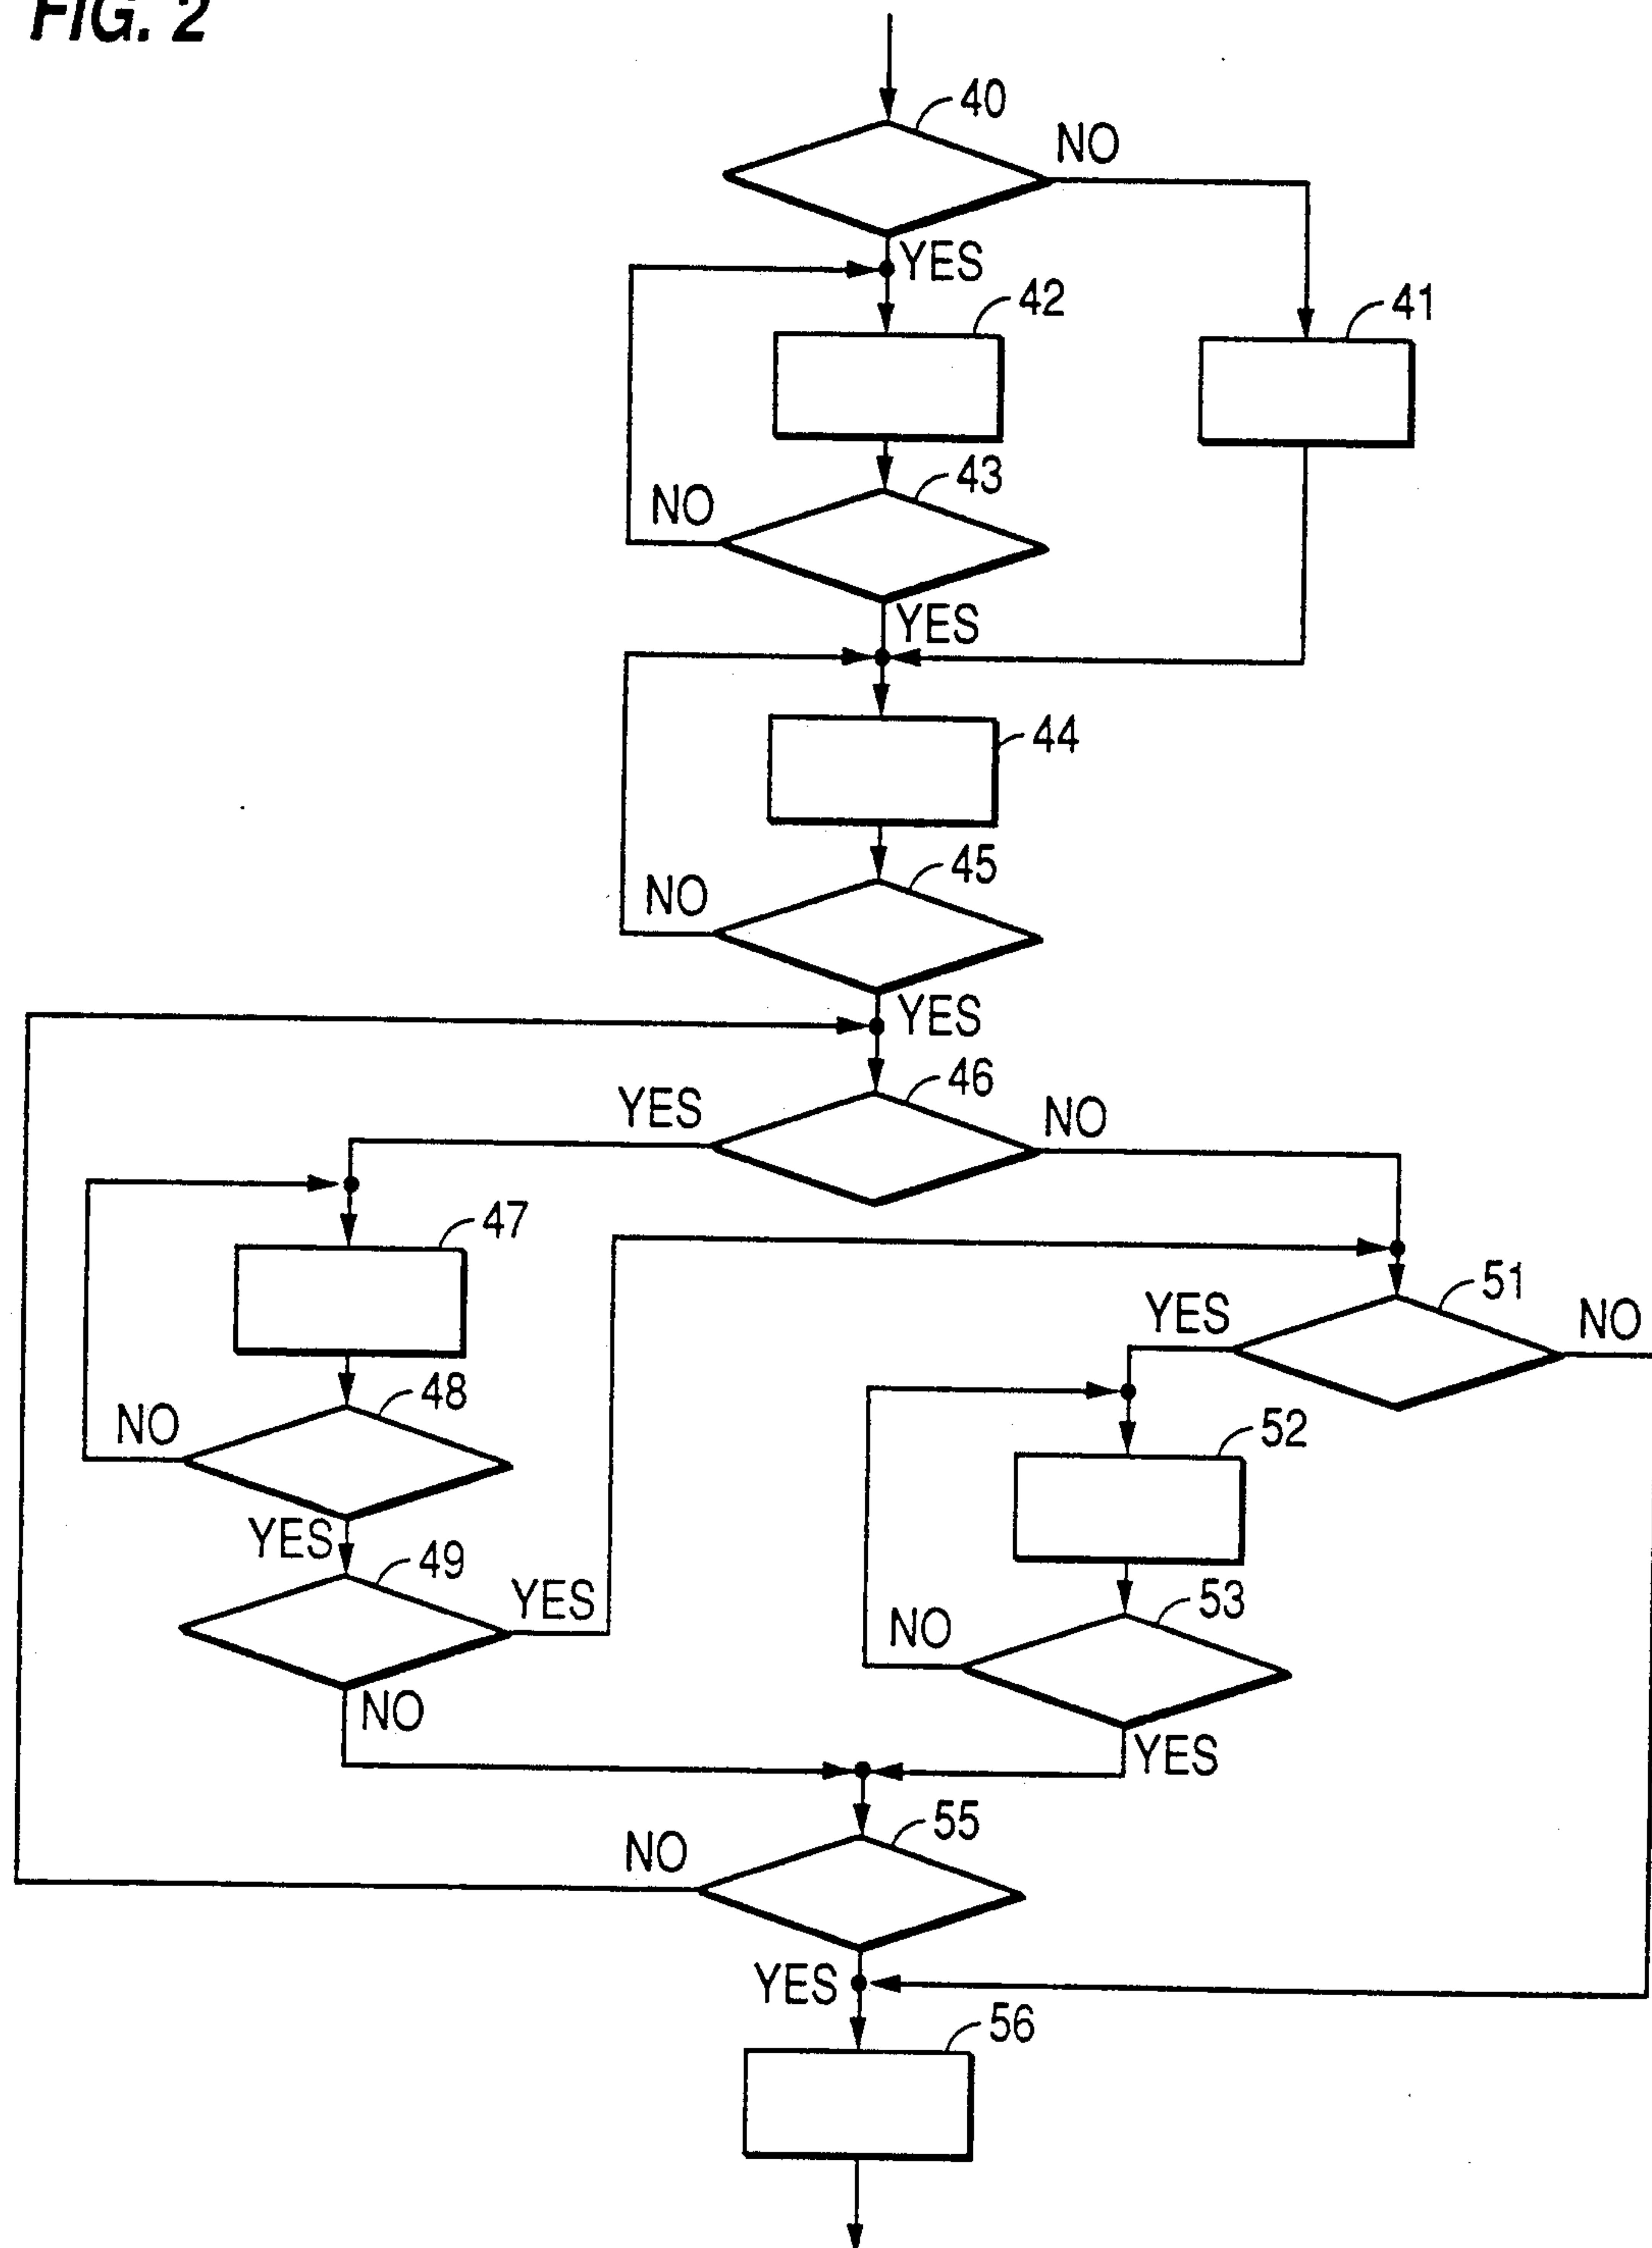 FIG. 2
40
NO
YES
42
41
43
NO
YES
44
45
NO
YES
46
YES
NO
47
51
YES
NO
48
NO
52
YES
49
YES
53
NO
NO
YES
55
NO
YES
56